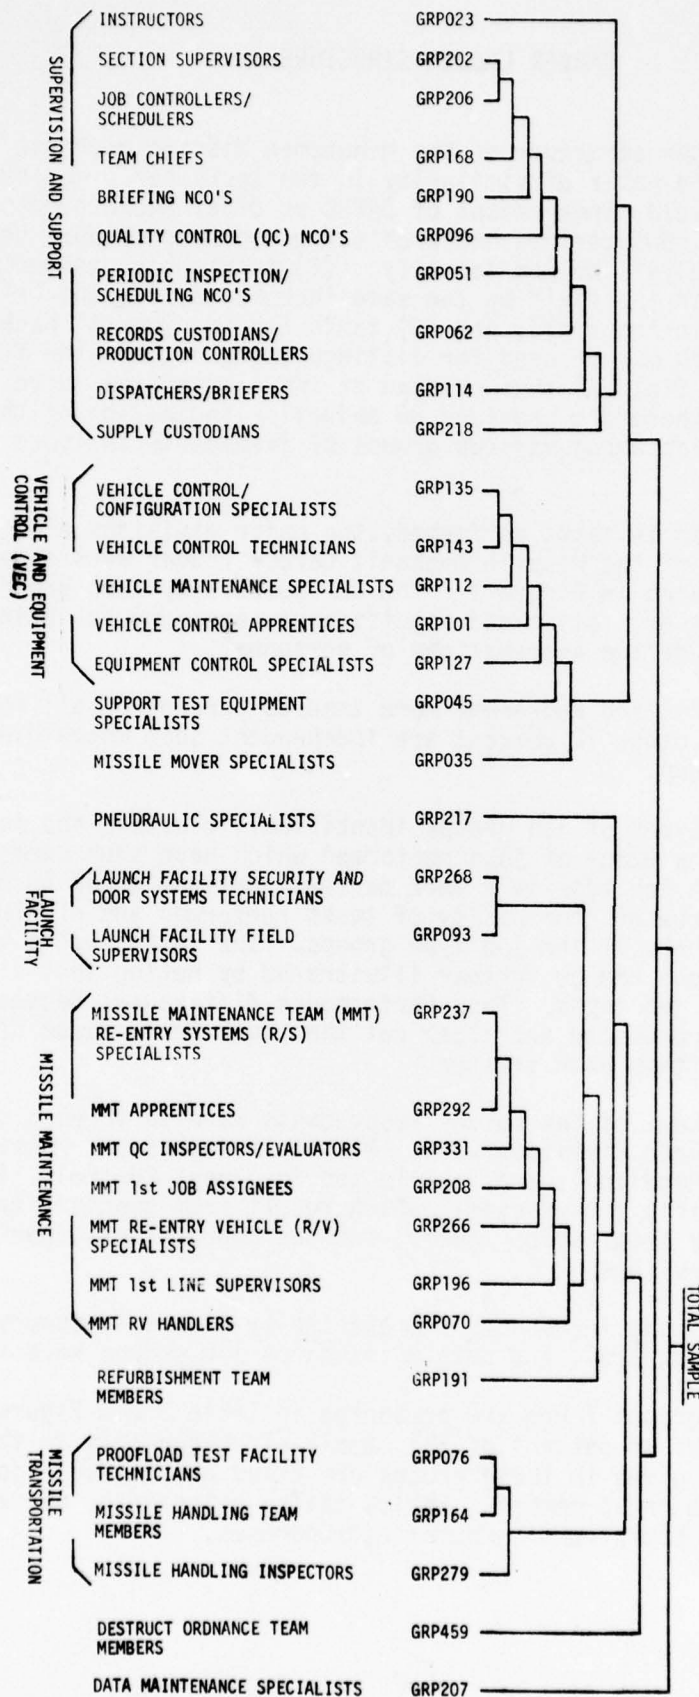 SUPERVISION AND SUPPORT
INSTRUCTORS GRP023
SECTION SUPERVISORS GRP202
JOB CONTROLLERS/ GRP206
SCHEDULERS
TEAM CHIEFS GRP168
BRIEFING NCO'S GRP190
QUALITY CONTROL (QC) NCO'S GRP096
PERIODIC INSPECTION/ GRP051
SCHEDULING NCO'S
RECORDS CUSTODIANS/ GRP062
PRODUCTION CONTROLLERS
DISPATCHERS/BRIEFERS GRP114
SUPPLY CUSTODIANS GRP218
VEHICLE AND EQUIPMENT
CONTROL (VEC)
VEHICLE CONTROL/ GRP135
CONFIGURATION SPECIALISTS
VEHICLE CONTROL TECHNICIANS GRP143
VEHICLE MAINTENANCE SPECIALISTS GRP112
VEHICLE CONTROL APPRENTICES GRP101
EQUIPMENT CONTROL SPECIALISTS GRP127
SUPPORT TEST EQUIPMENT GRP045
SPECIALISTS
MISSILE MOVER SPECIALISTS GRP035
PNEUDRAULIC SPECIALISTS GRP217
LAUNCH
FACILITY
LAUNCH FACILITY SECURITY AND GRP268
DOOR SYSTEMS TECHNICIANS
LAUNCH FACILITY FIELD GRP093
SUPERVISORS
MISSILE MAINTENANCE
MISSILE MAINTENANCE TEAM (MMT) GRP237
RE-ENTRY SYSTEMS (R/S)
SPECIALISTS
MMT APPRENTICES GRP292
MMT QC INSPECTORS/EVALUATORS GRP331
MMT 1st JOB ASSIGNEES GRP208
MMT RE-ENTRY VEHICLE (R/V) GRP266
SPECIALISTS
MMT 1st LINE SUPERVISORS GRP196
MMT RV HANDLERS GRP070
REFURBISHMENT TEAM GRP191
MEMBERS
MISSILE
TRANSPORTATION
PROOFLOAD TEST FACILITY GRP076
TECHNICIANS
MISSILE HANDLING TEAM GRP164
MEMBERS
MISSILE HANDLING INSPECTORS GRP279
DESTRUCT ORDNANCE TEAM GRP459
MEMBERS
DATA MAINTENANCE SPECIALISTS GRP207
TOTAL SAMPLE